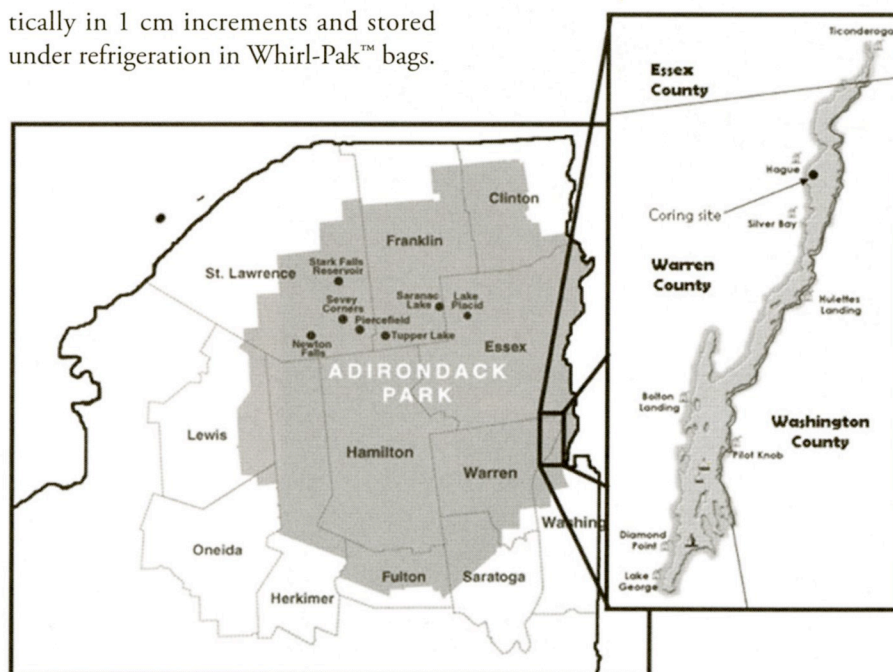 tically in 1 cm increments and stored
under refrigeration in Whirl-Pak™ bags.
Clinton
Franklin
St. Lawrence
Stark Falls
Reservoir
Saranac
Lake
Lake
Placid
Sevey
Corners
Piercefield
Tupper Lake
Newton
Falls
Essex
ADIRONDACK
PARK
Lewis
Hamilton
Warren
Washing
Oneida
Fulton
Saratoga
Herkimer
Ticonderoga
Essex
County
Hague
Coring site
Silver Bay
Warren
County
Hulettes
Landing
Bolton
Landing
Washington
County
Pilot Knob
Diamond
Point
Lake
George